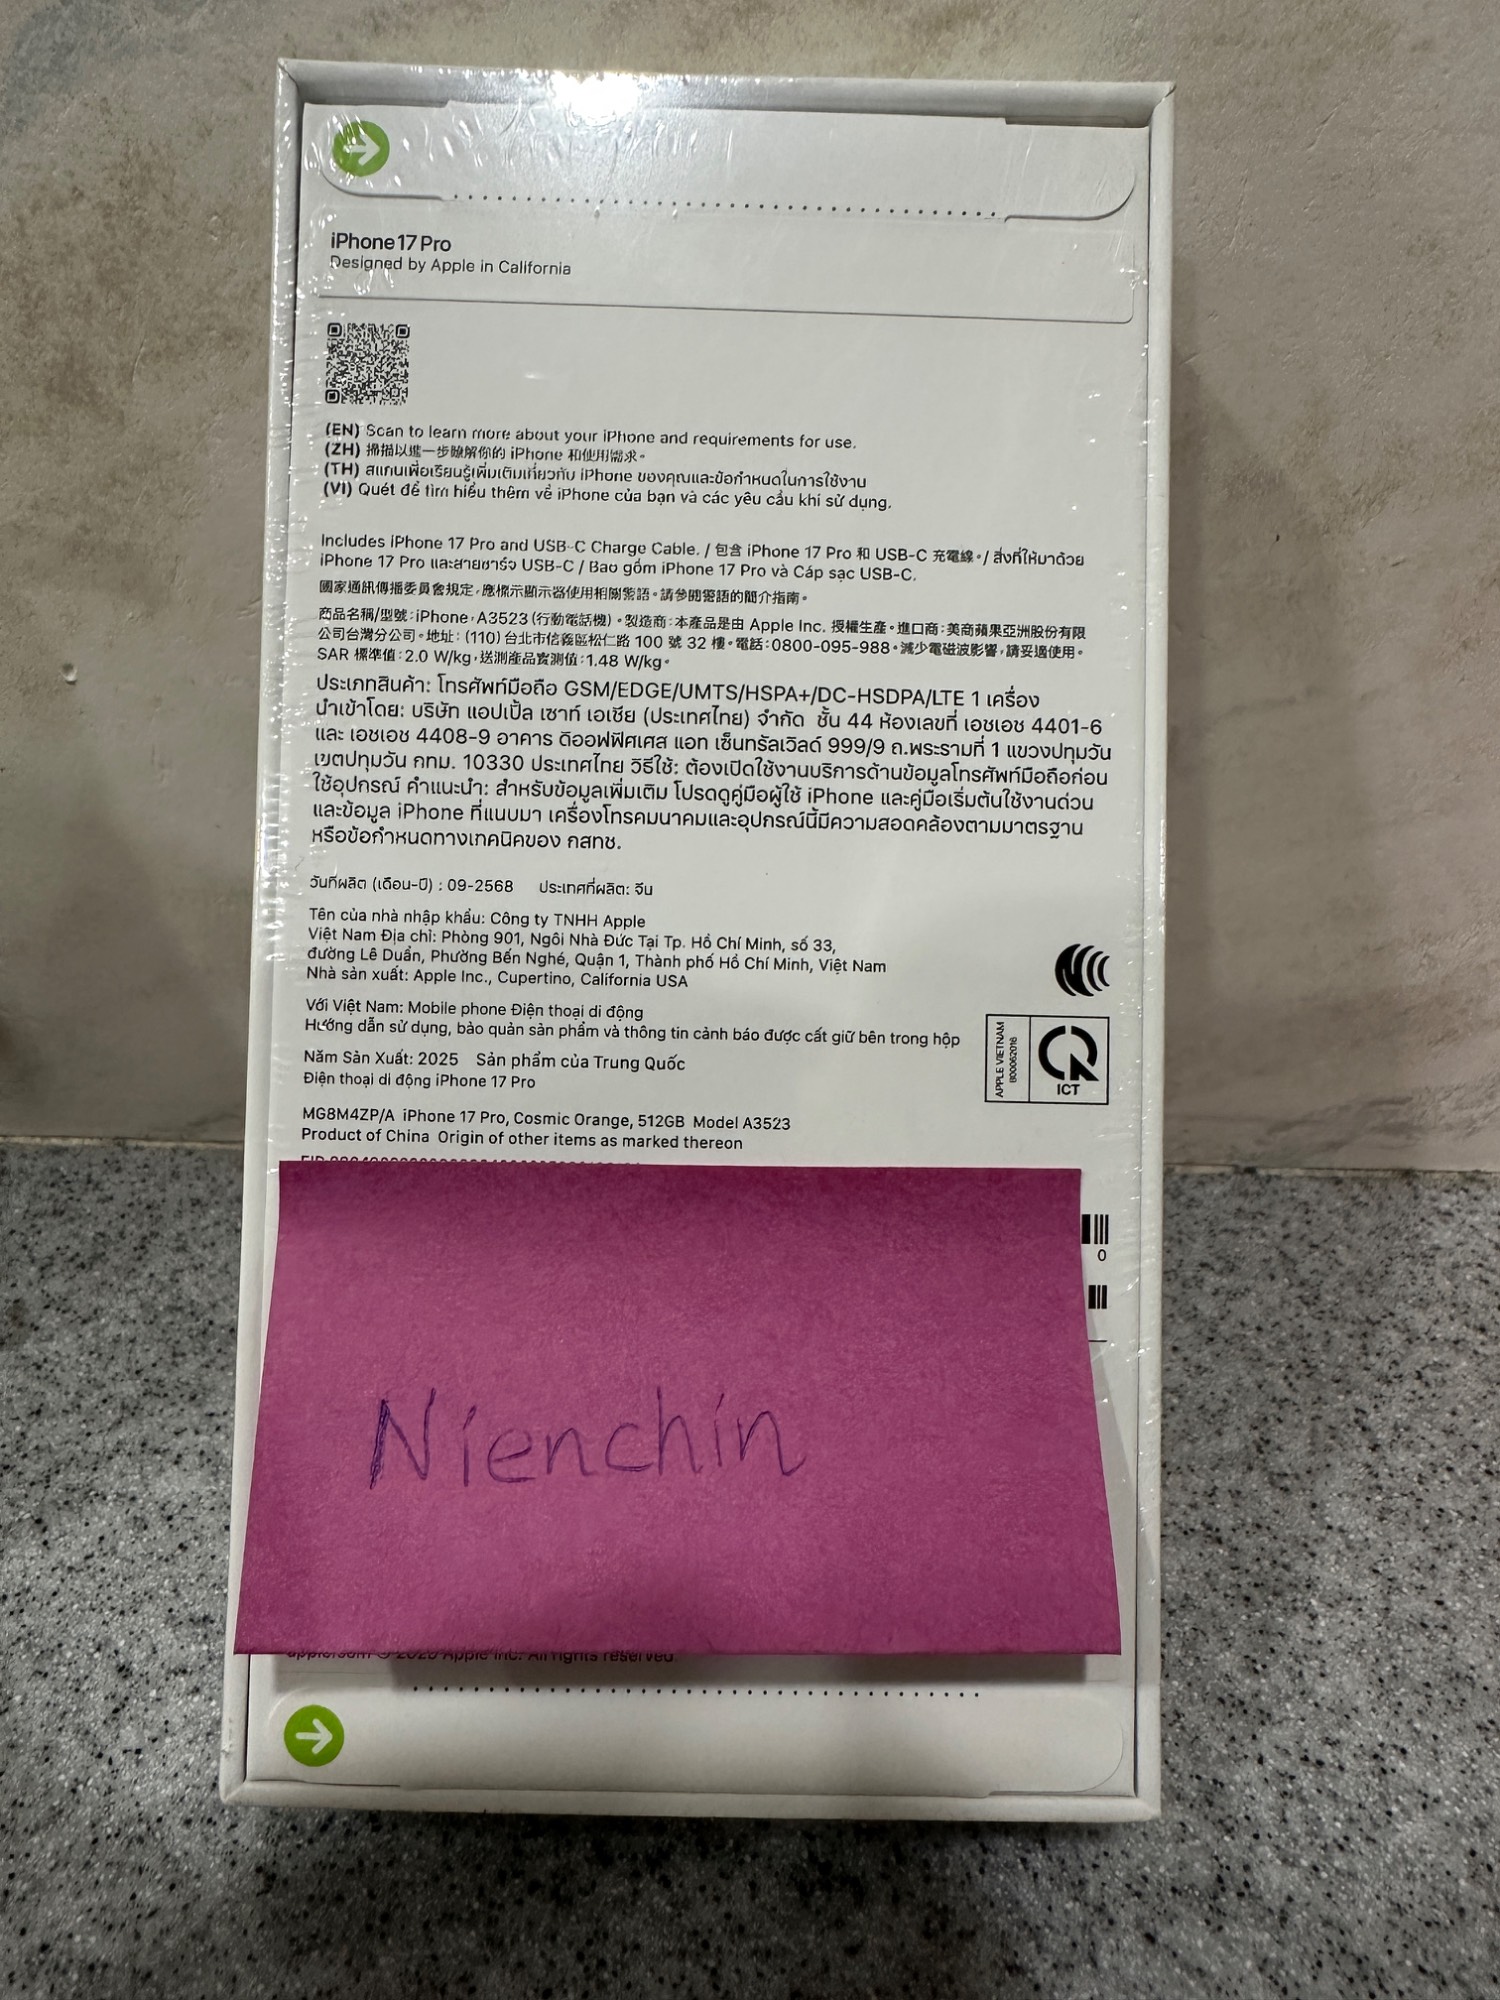 iPhone 17 Pro
Designed by Apple in California
(EN) Scan to learn more about your iPhone and requirements for use.
(ZH) 掃描以進一步瞭解你的 iPhone 和使用需求。
(TH) สแกนเพื่อเรียนรู้เพิ่มเติมเกี่ยวกับ iPhone ของคุณและข้อกำหนดในการใช้งาน
(VI) Quét để tìm hiểu thêm về iPhone của bạn và các yêu cầu khi sử dụng.
Includes iPhone 17 Pro and USB-C Charge Cable. / 包含 iPhone 17 Pro 和 USB-C 充電線。/ สิ่งที่ให้มาด้วย
iPhone 17 Pro และสายชาร์จ USB-C / Bao gồm iPhone 17 Pro và Cáp sạc USB-C.
國家通訊傳播委員會規定，應標示顯示器使用相關警語。請參閱警語的簡介指南。
商品名稱/型號：iPhone，A3523 (行動電話機)。製造商：本產品是由 Apple Inc. 授權生產。進口商：美商蘋果亞洲股份有限
公司台灣分公司。地址：(110) 台北市信義區松仁路 100 號 32 樓。電話：0800-095-988。減少電磁波影響，請妥適使用。
SAR 標準值：2.0 W/kg，送測產品實測值：1.48 W/kg。
ประเภทสินค้า: โทรศัพท์มือถือ GSM/EDGE/UMTS/HSPA+/DC-HSDPA/LTE 1 เครื่อง
นำเข้าโดย: บริษัท แอปเปิ้ล เซาท์ เอเชีย (ประเทศไทย) จำกัด ชั้น 44 ห้องเลขที่ เอชเอช 4401-6
และ เอชเอช 4408-9 อาคาร ดิออฟฟิศเศส แอท เซ็นทรัลเวิลด์ 999/9 ถ.พระรามที่ 1 แขวงปทุมวัน
เขตปทุมวัน กทม. 10330 ประเทศไทย วิธีใช้: ต้องเปิดใช้งานบริการด้านข้อมูลโทรศัพท์มือถือก่อน
ใช้อุปกรณ์ คำแนะนำ: สำหรับข้อมูลเพิ่มเติม โปรดดูคู่มือผู้ใช้ iPhone และคู่มือเริ่มต้นใช้งานด่วน
และข้อมูล iPhone ที่แนบมา เครื่องโทรคมนาคมและอุปกรณ์นี้มีความสอดคล้องตามมาตรฐาน
หรือข้อกำหนดทางเทคนิคของ กสทช.
วันที่ผลิต (เดือน-ปี) : 09-2568 ประเทศที่ผลิต: จีน
Tên của nhà nhập khẩu: Công ty TNHH Apple
Việt Nam Địa chỉ: Phòng 901, Ngôi Nhà Đức Tại Tp. Hồ Chí Minh, số 33,
đường Lê Duẩn, Phường Bến Nghé, Quận 1, Thành phố Hồ Chí Minh, Việt Nam
Nhà sản xuất: Apple Inc., Cupertino, California USA
Với Việt Nam: Mobile phone Điện thoại di động
Hướng dẫn sử dụng, bảo quản sản phẩm và thông tin cảnh báo được cất giữ bên trong hộp
APPLE VIETNAM
B00062016
ICT
Năm Sản Xuất: 2025 Sản phẩm của Trung Quốc
Điện thoại di động iPhone 17 Pro
MG8M4ZP/A iPhone 17 Pro, Cosmic Orange, 512GB Model A3523
Product of China Origin of other items as marked thereon
0
Nienchin
apple.com © 2025 Apple Inc. All rights reserved.